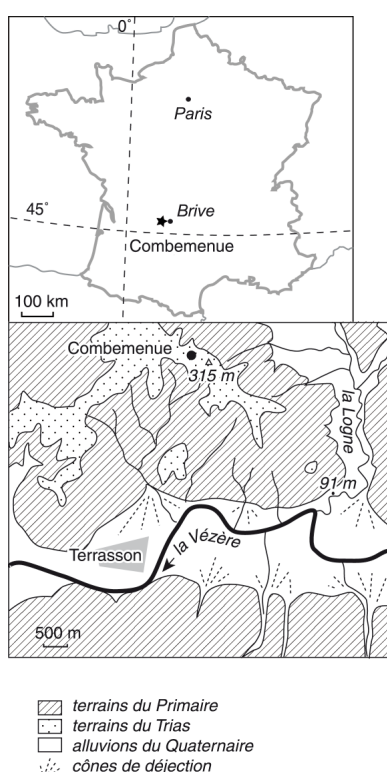 0°
Paris
45°
Brive
Combemenue
100 km
Combemenue
315 m
la Logne
91 m
la Vézère
Terrasson
500 m
terrains du Primaire
terrains du Trias
alluvions du Quaternaire
cônes de déjection